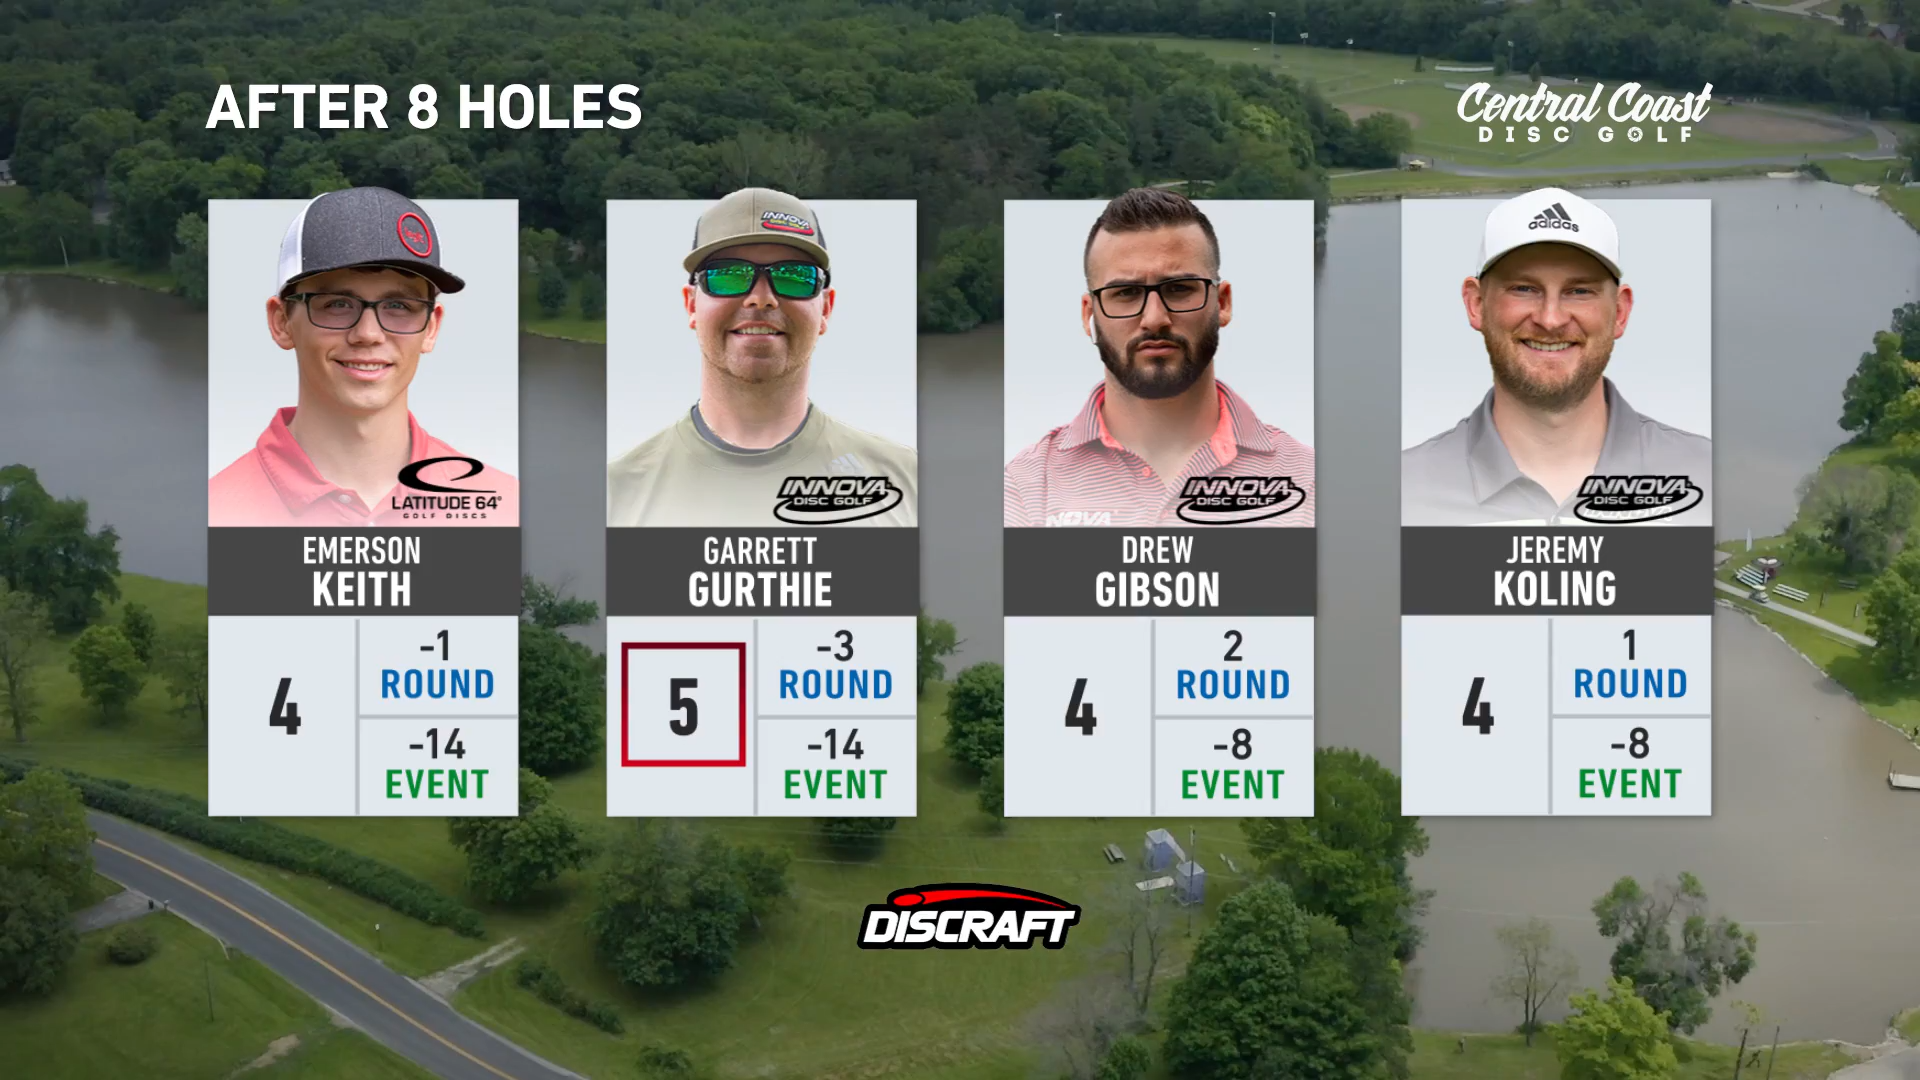 AFTER 8 HOLES
Central Coast
DISC GOLF
INNOVA
adidas
LATITUDE 64°
GOLF DISCS
INNOVA
DISC GOLF
INNOVA
DISC GOLF
INNOVA
DISC GOLF
EMERSON
KEITH
GARRETT
GURTHIE
DREW
GIBSON
JEREMY
KOLING
4
-1
ROUND
-14
EVENT
5
-3
ROUND
-14
EVENT
4
2
ROUND
-8
EVENT
4
1
ROUND
-8
EVENT
DISCRAFT